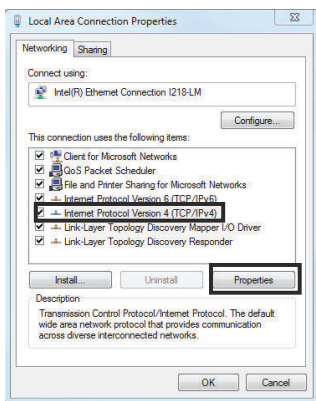 Local Area Connection Properties
Networking Sharing
Connect using:
Intel(R) Ethernet Connection I218-LM
Configure...
This connection uses the following items:
Client for Microsoft Networks
QoS Packet Scheduler
File and Printer Sharing for Microsoft Networks
Internet Protocol Version 6 (TCP/IPv6)
Internet Protocol Version 4 (TCP/IPv4)
Link-Layer Topology Discovery Mapper I/O Driver
Link-Layer Topology Discovery Responder
Install... Uninstall Properties
Description
Transmission Control Protocol/Internet Protocol. The default
wide area network protocol that provides communication
across diverse interconnected networks.
OK Cancel